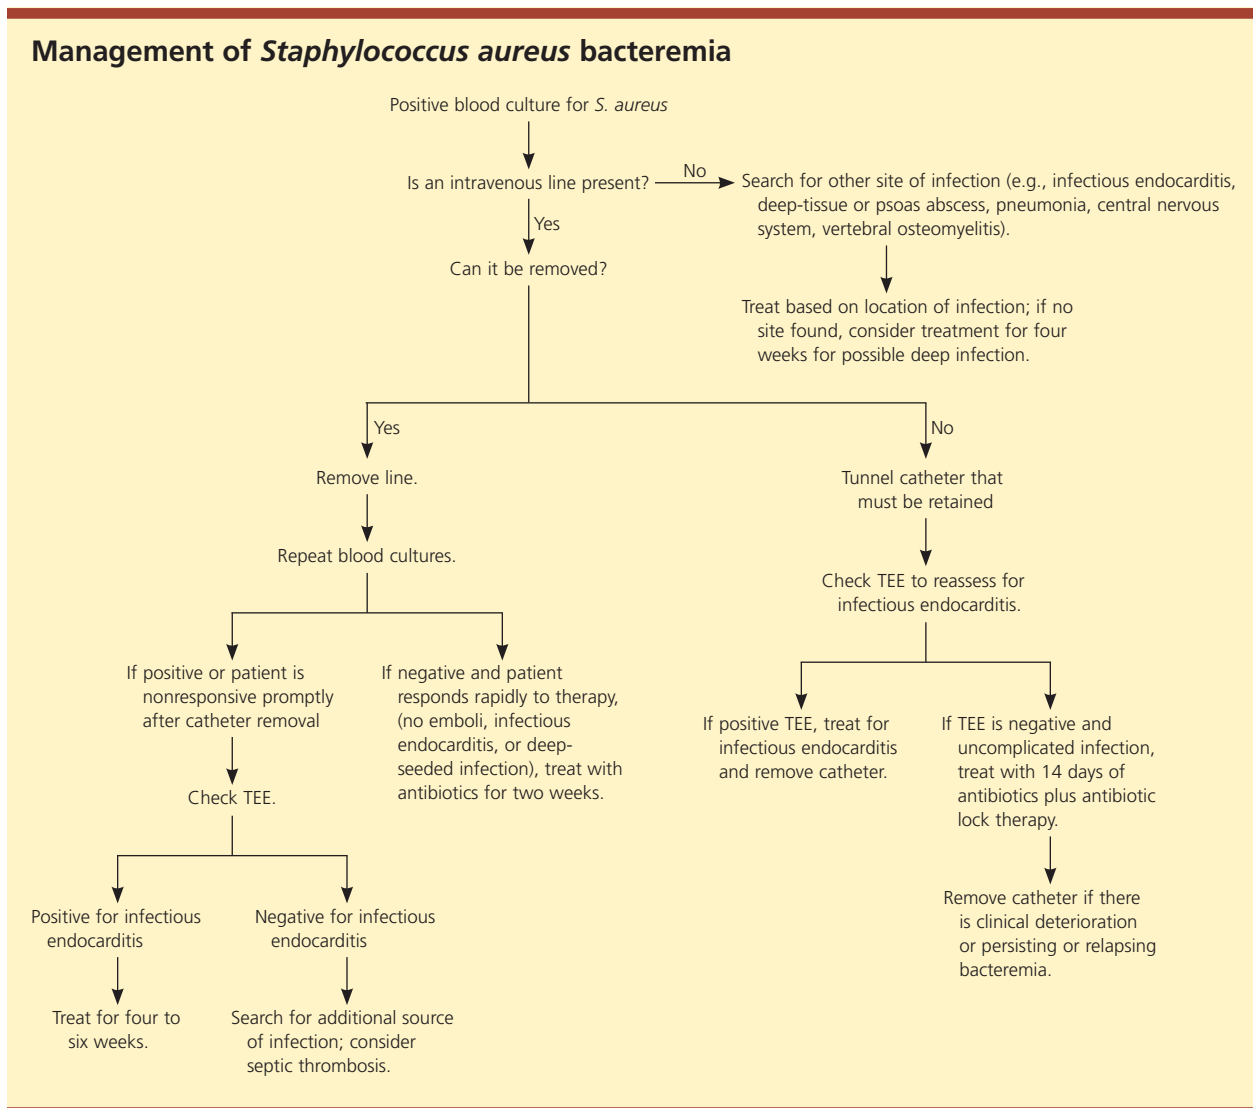 Management of Staphylococcus aureus bacteremia
Positive blood culture for S. aureus
Is an intravenous line present?
No
Search for other site of infection (e.g., infectious endocarditis,
deep-tissue or psoas abscess, pneumonia, central nervous
system, vertebral osteomyelitis).
Yes
Can it be removed?
Treat based on location of infection; if no
site found, consider treatment for four
weeks for possible deep infection.
Yes
Remove line.
Repeat blood cultures.
If positive or patient is
nonresponsive promptly
after catheter removal
If negative and patient
responds rapidly to therapy,
(no emboli, infectious
endocarditis, or deep-
seeded infection), treat with
antibiotics for two weeks.
Check TEE.
Positive for infectious
endocarditis
Treat for four to
six weeks.
Negative for infectious
endocarditis
Search for additional source
of infection; consider
septic thrombosis.
No
Tunnel catheter that
must be retained
Check TEE to reassess for
infectious endocarditis.
If positive TEE, treat for
infectious endocarditis
and remove catheter.
If TEE is negative and
uncomplicated infection,
treat with 14 days of
antibiotics plus antibiotic
lock therapy.
Remove catheter if there
is clinical deterioration
or persisting or relapsing
bacteremia.